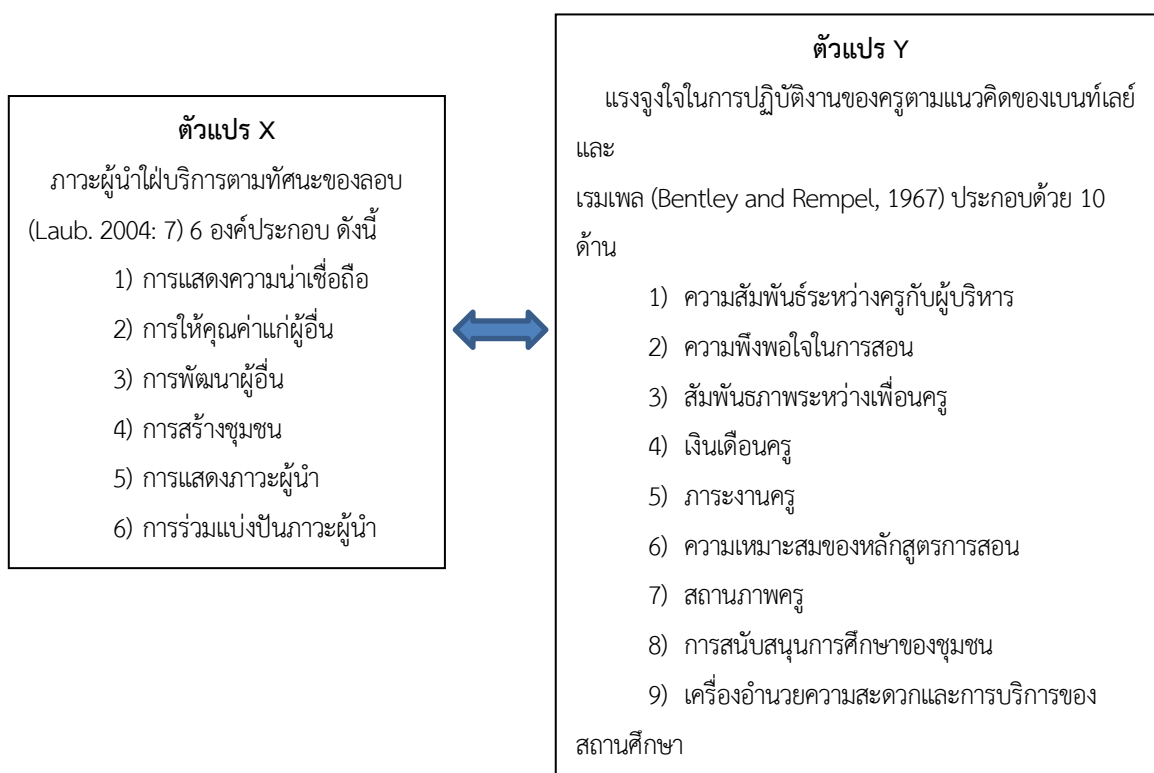 ตัวแปร X
ภาวะผู้นำใฝ่บริการตามทัศนะของลอบ
(Laub. 2004: 7) 6 องค์ประกอบ ดังนี้
1) การแสดงความน่าเชื่อถือ
2) การให้คุณค่าแก่ผู้อื่น
3) การพัฒนาผู้อื่น
4) การสร้างชุมชน
5) การแสดงภาวะผู้นำ
6) การร่วมแบ่งปันภาวะผู้นำ
ตัวแปร Y
แรงจูงใจในการปฏิบัติงานของครูตามแนวคิดของเบนท์เลย์
และ
เรมเพล (Bentley and Rempel, 1967) ประกอบด้วย 10
ด้าน
1) ความสัมพันธ์ระหว่างครูกับผู้บริหาร
2) ความพึงพอใจในการสอน
3) สัมพันธภาพระหว่างเพื่อนครู
4) เงินเดือนครู
5) ภาระงานครู
6) ความเหมาะสมของหลักสูตรการสอน
7) สถานภาพครู
8) การสนับสนุนการศึกษาของชุมชน
9) เครื่องอำนวยความสะดวกและการบริการของ
สถานศึกษา